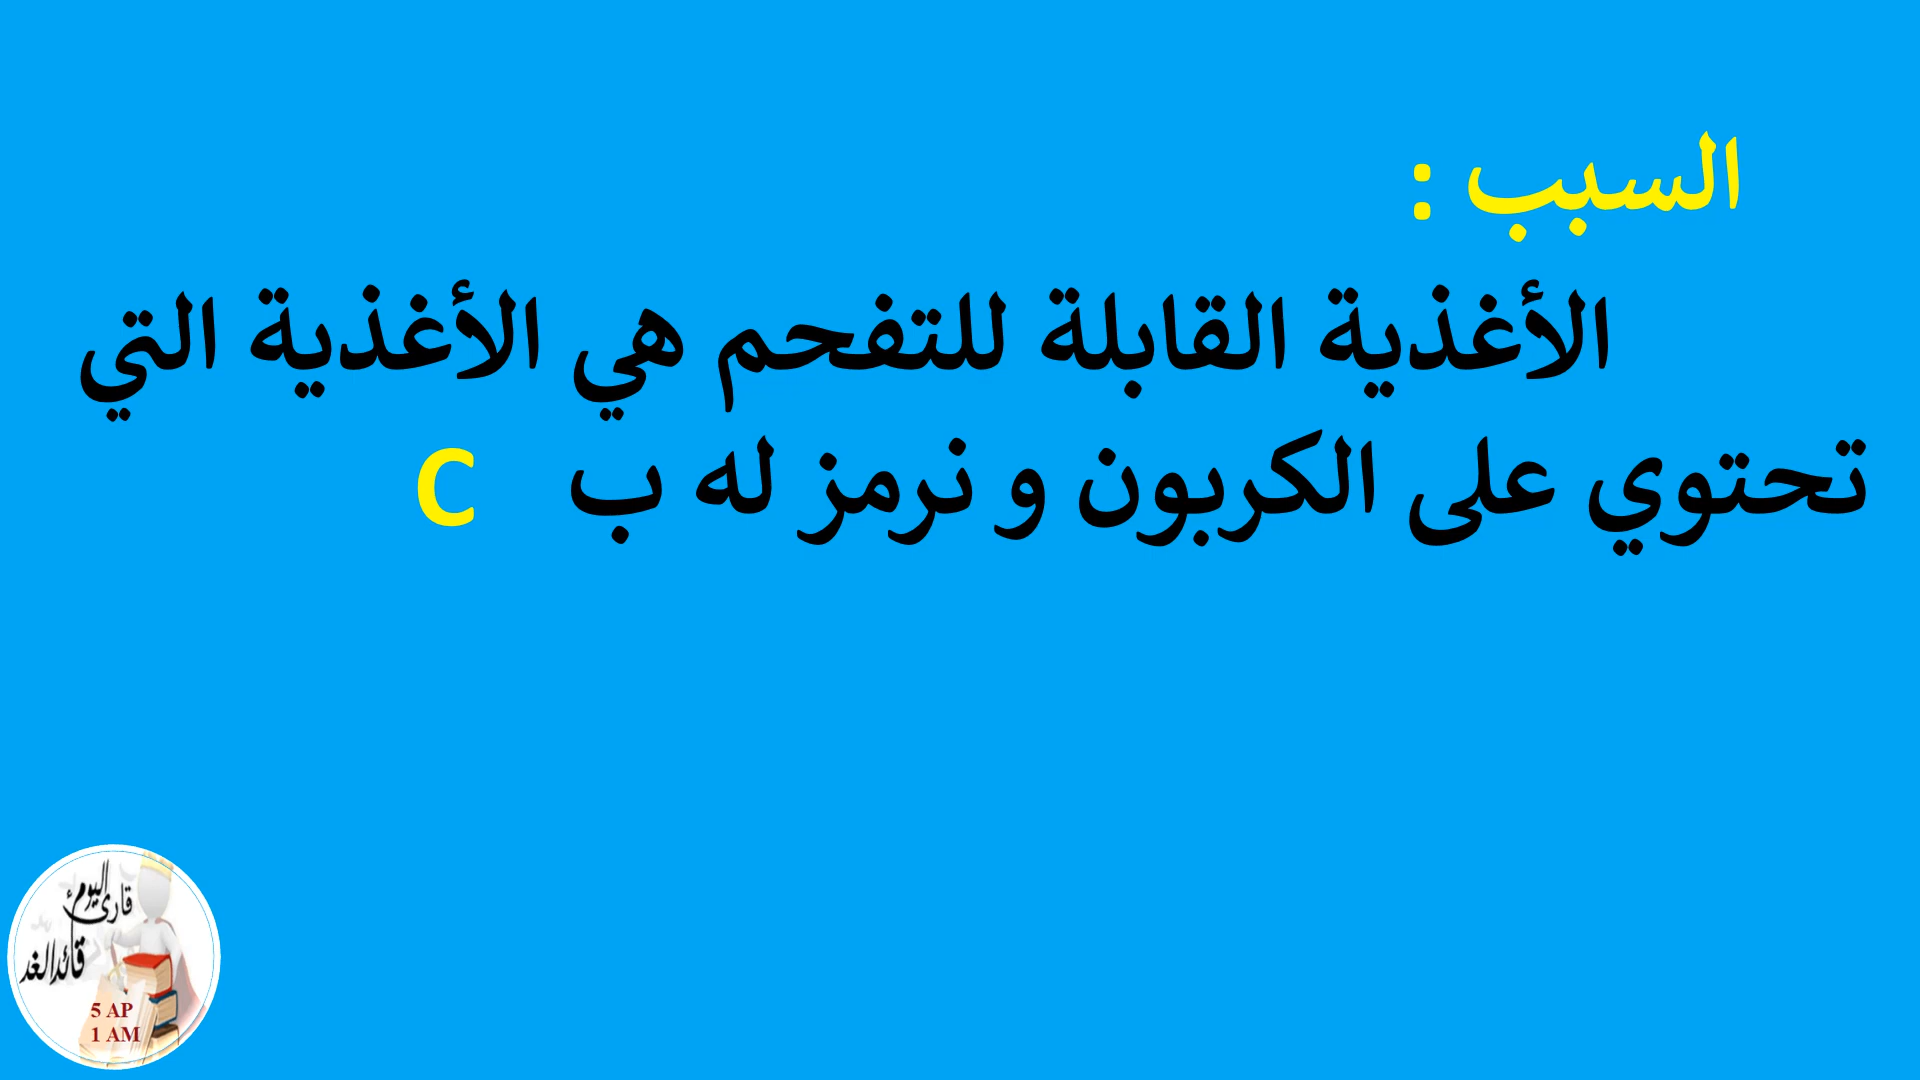 السبب :
الأغذية القابلة للتفحم هي الأغذية التي
تحتوي على الكربون و نرمز له ب C
قارئ اليوم
قائد الغد
5 AP
1 AM